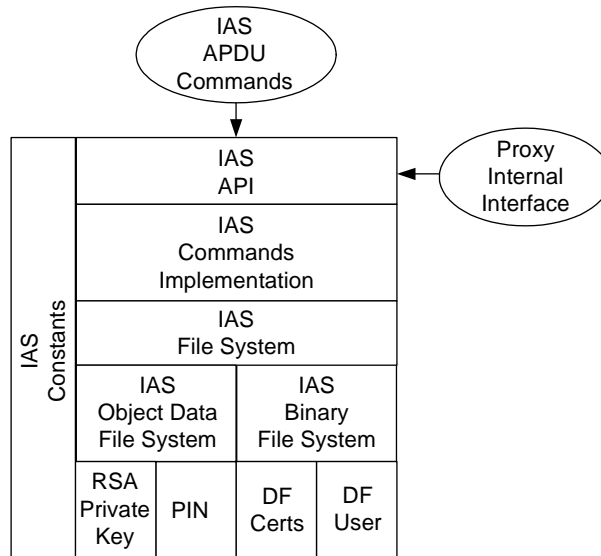 IAS
APDU
Commands
IAS
API
Proxy
Internal
Interface
IAS
Commands
Implementation
IAS
Constants
IAS
File System
IAS
Object Data
File System
IAS
Binary
File System
RSA
Private
Key
PIN
DF
Certs
DF
User